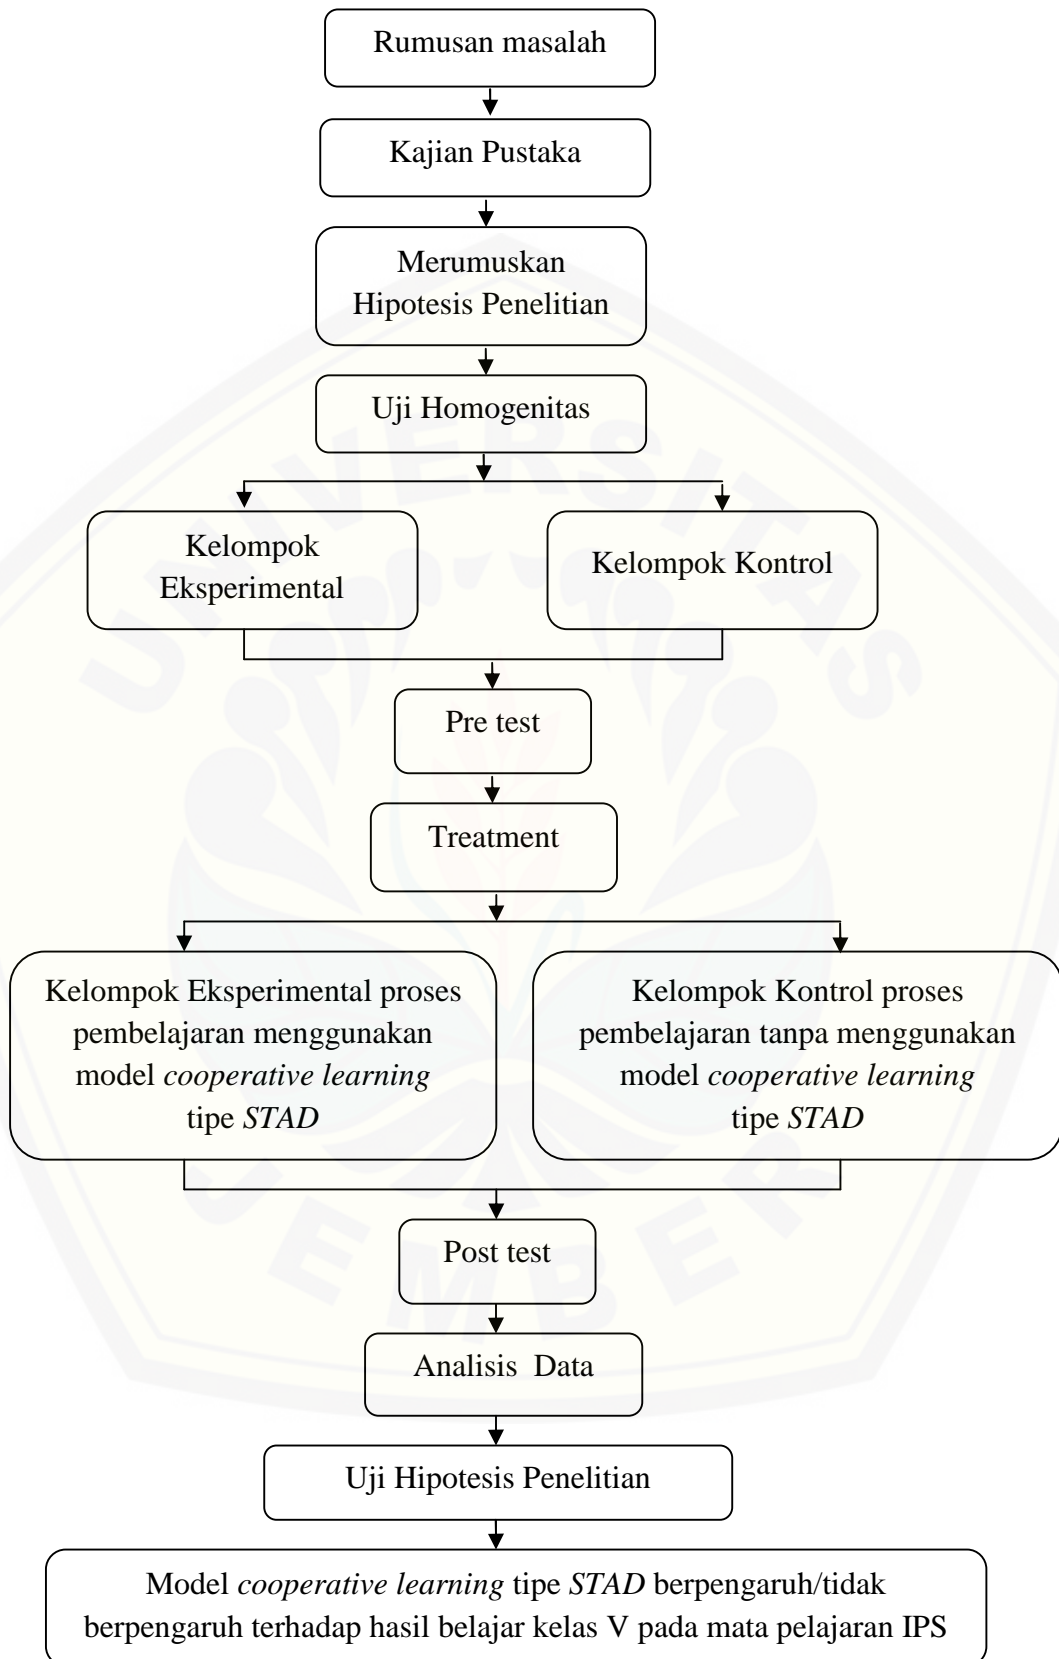 Rumusan masalah
Kajian Pustaka
Merumuskan
Hipotesis Penelitian
Uji Homogenitas
Kelompok
Eksperimental
Kelompok Kontrol
Pre test
Treatment
Kelompok Eksperimental proses
pembelajaran menggunakan
model cooperative learning
tipe STAD
Kelompok Kontrol proses
pembelajaran tanpa menggunakan
model cooperative learning
tipe STAD
Post test
Analisis Data
Uji Hipotesis Penelitian
Model cooperative learning tipe STAD berpengaruh/tidak
berpengaruh terhadap hasil belajar kelas V pada mata pelajaran IPS
UNIVERSITAS
JEMBER